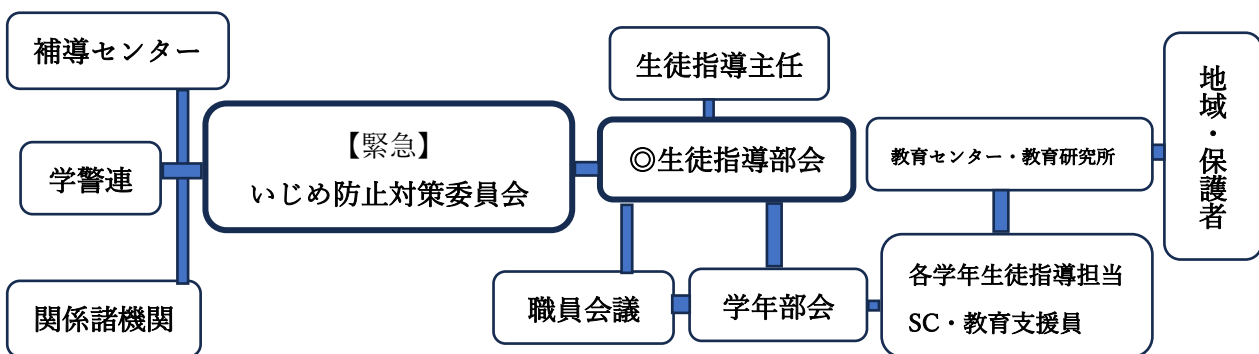 補導センター
学警連
関係諸機関
【緊急】
いじめ防止対策委員会
生徒指導主任
◎生徒指導部会
職員会議
学年部会
教育センター・教育研究所
各学年生徒指導担当
SC・教育支援員
地域・保護者